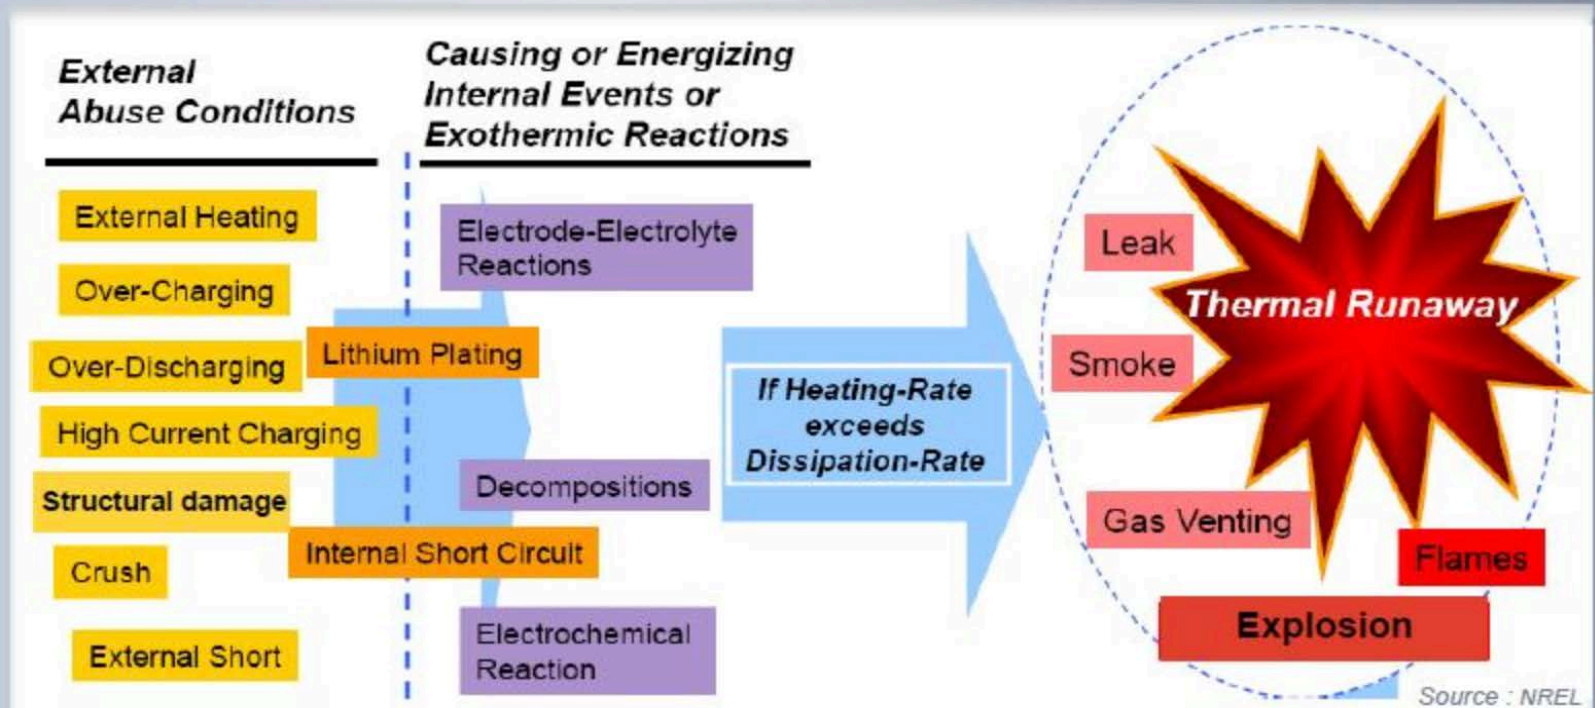 External
Abuse Conditions
Causing or Energizing
Internal Events or
Exothermic Reactions
External Heating
Over-Charging
Over-Discharging
High Current Charging
Structural damage
Crush
External Short
Lithium Plating
Internal Short Circuit
Electrode-Electrolyte
Reactions
Decompositions
Electrochemical
Reaction
If Heating-Rate
exceeds
Dissipation-Rate
Leak
Thermal Runaway
Smoke
Gas Venting
Flames
Explosion
Source : NREL